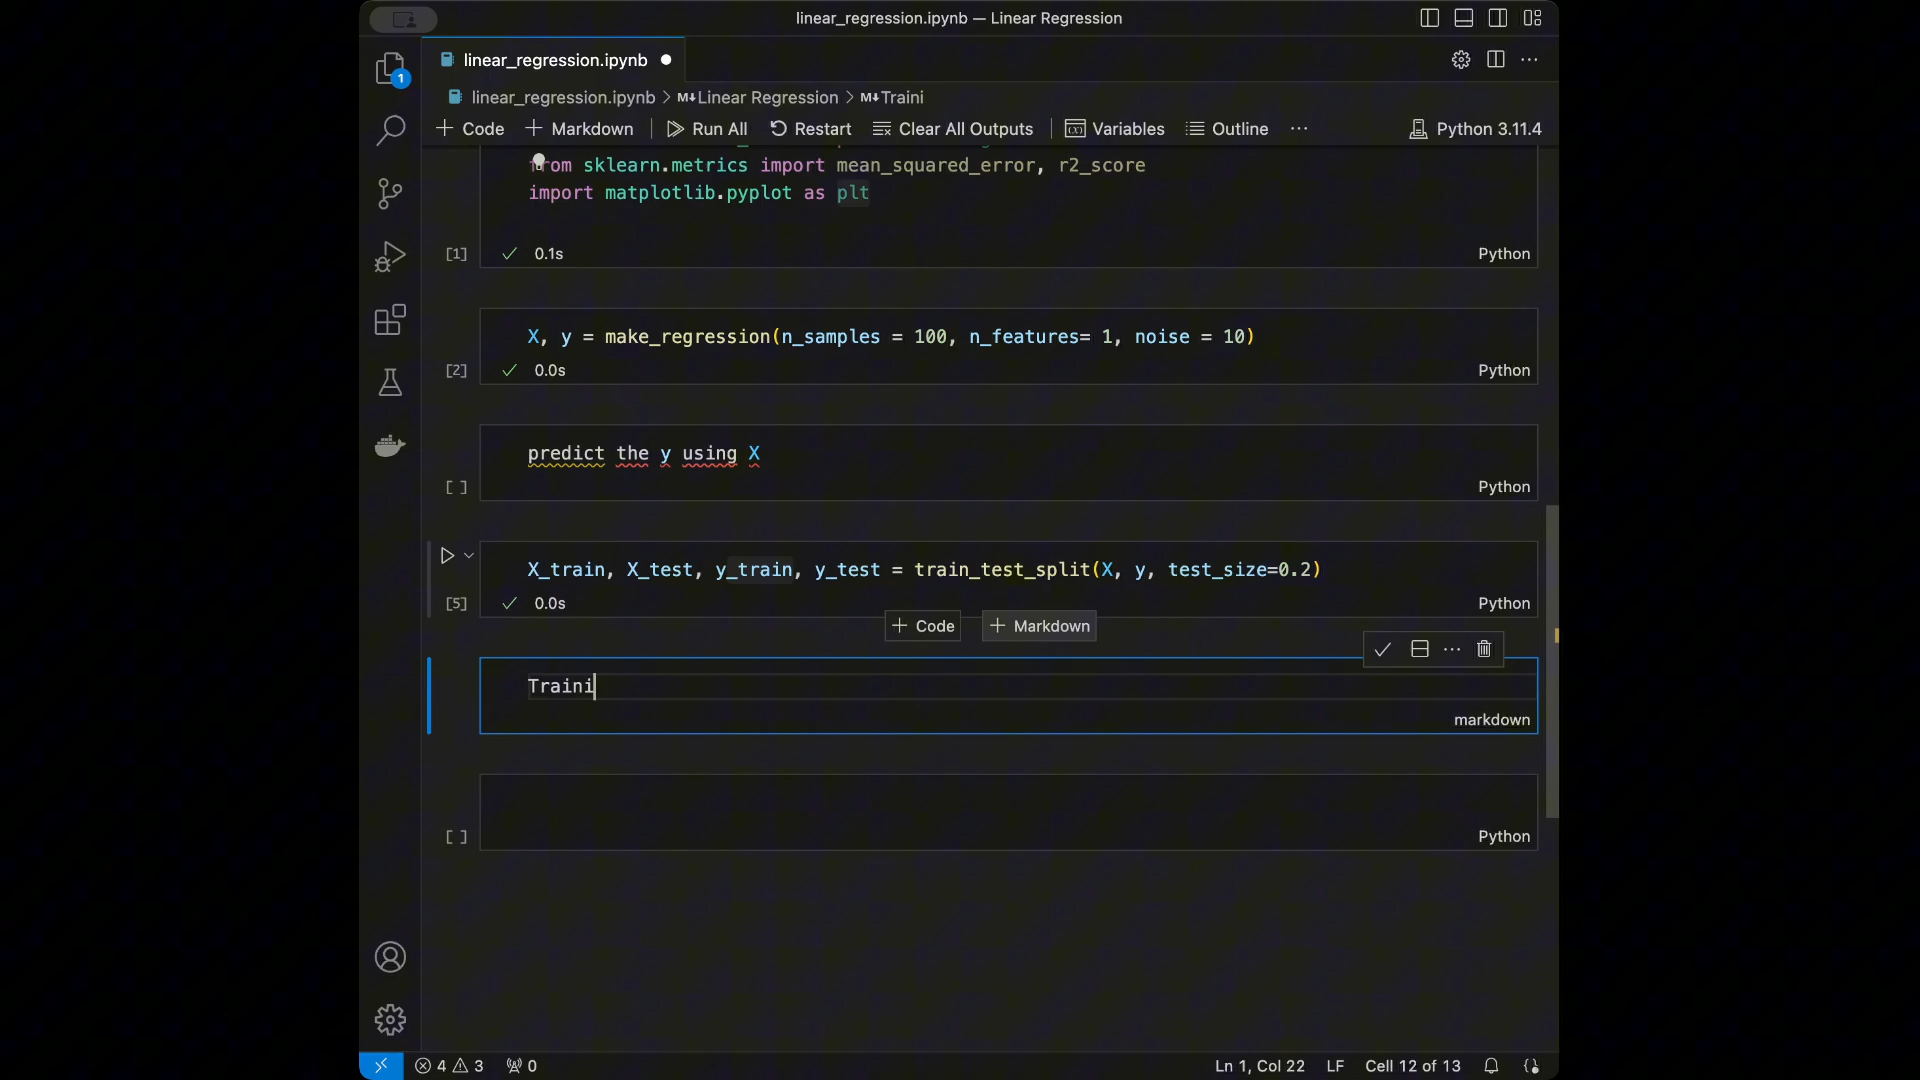 linear_regression.ipynb — Linear Regression
linear_regression.ipynb
1
linear_regression.ipynb > M↓Linear Regression > M↓Traini
Code Markdown Run All Restart Clear All Outputs Variables Outline ... Python 3.11.4
from sklearn.metrics import mean_squared_error, r2_score
import matplotlib.pyplot as plt
[1] 0.1s Python
X, y = make_regression(n_samples = 100, n_features= 1, noise = 10)
[2] 0.0s Python
predict the y using X
[ ] Python
X_train, X_test, y_train, y_test = train_test_split(X, y, test_size=0.2)
[5] 0.0s Python
+ Code + Markdown
Traini
markdown
[ ] Python
4 3 0 Ln 1, Col 22 LF Cell 12 of 13